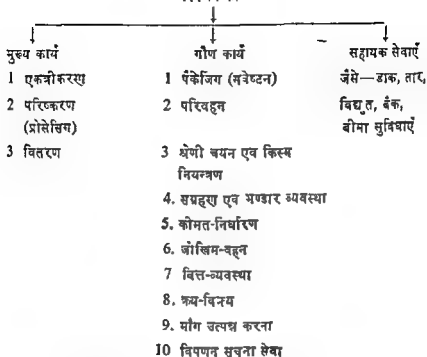 मुख्य कार्य
1 एकत्रीकरण
2 परिष्करण
(प्रोसेसिंग)
3 वितरण
गौण कार्य
1 पैकेजिंग (संवेष्टन)
2 परिवहन
3 श्रेणी चयन एव किस्म
नियन्त्रण
4. सग्रहण एव भण्डार व्यवस्था
5. कीमत-निर्धारण
6. जोखिम-वहन
7 वित्त-व्यवस्था
8. क्रय-विक्रय
9. माँग उत्पन्न करना
10 विपणन सूचना सेवा
सहायक सेवाएँ
जैसे—डाक, तार,
विद्युत, बैंक,
बीमा सुविधाएँ